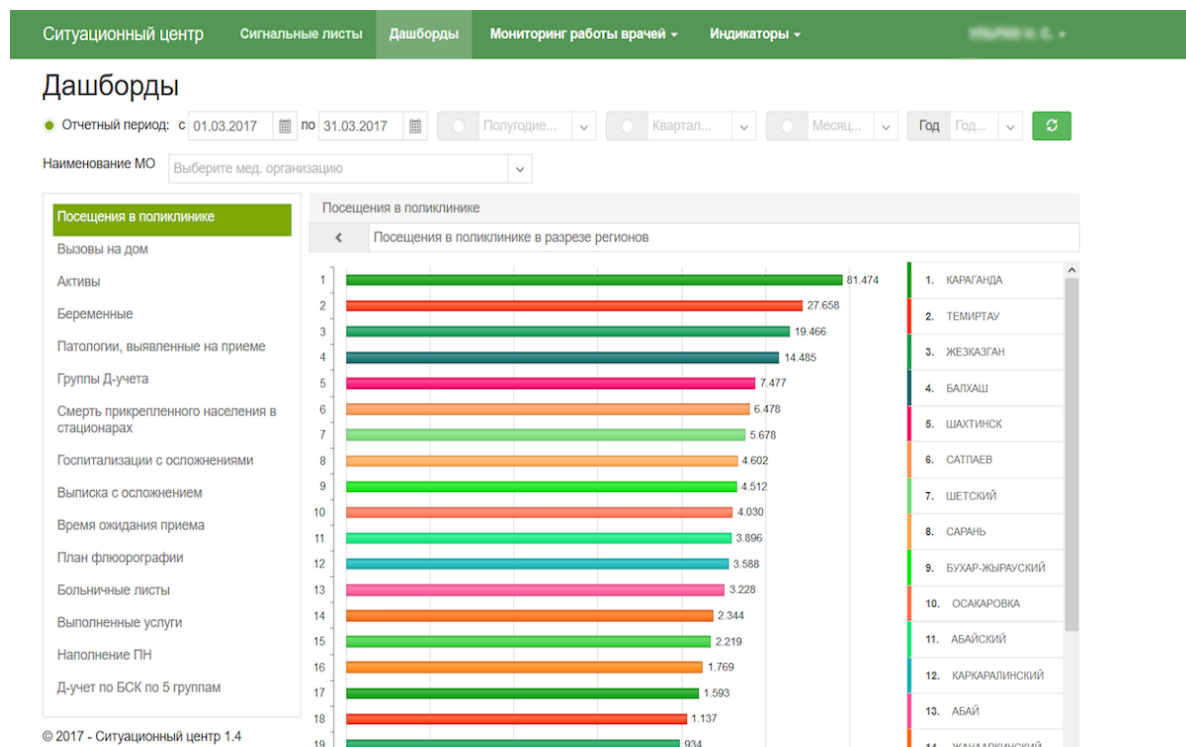 Ситуационный центр Сигнальные листы Дашборды Мониторинг работы врачей Индикаторы
Дашборды
Отчетный период: с 01.03.2017 по 31.03.2017 Полугодие... Квартал... Месяц... Год Год...
Наименование МО Выберите мед. организацию
Посещения в поликлинике
Вызовы на дом
Активы
Беременные
Патологии, выявленные на приеме
Группы Д-учета
Смерть прикрепленного населения в
стационарах
Госпитализации с осложнениями
Выписка с осложнением
Время ожидания приема
План флюорографии
Больничные листы
Выполненные услуги
Наполнение ПН
Д-учет по БСК по 5 группам
© 2017 - Ситуационный центр 1.4
Посещения в поликлинике
Посещения в поликлинике в разрезе регионов
1 81.474
2 27.658
3 19.466
4 14.485
5 7.477
6 6.478
7 5.678
8 4.602
9 4.512
10 4.030
11 3.896
12 3.588
13 3.228
14 2.344
15 2.219
16 1.769
17 1.593
18 1.137
19 934
1. КАРАГАНДА
2. ТЕМИРТАУ
3. ЖЕЗКАЗГАН
4. БАЛХАШ
5. ШАХТИНСК
6. САТПАЕВ
7. ШЕТСКИЙ
8. САРАНЬ
9. БУХАР-ЖЫРАУСКИЙ
10. ОСАКАРОВКА
11. АБАЙСКИЙ
12. КАРКАРАЛИНСКИЙ
13. АБАЙ
14. ЖАНААРКИНСКИЙ